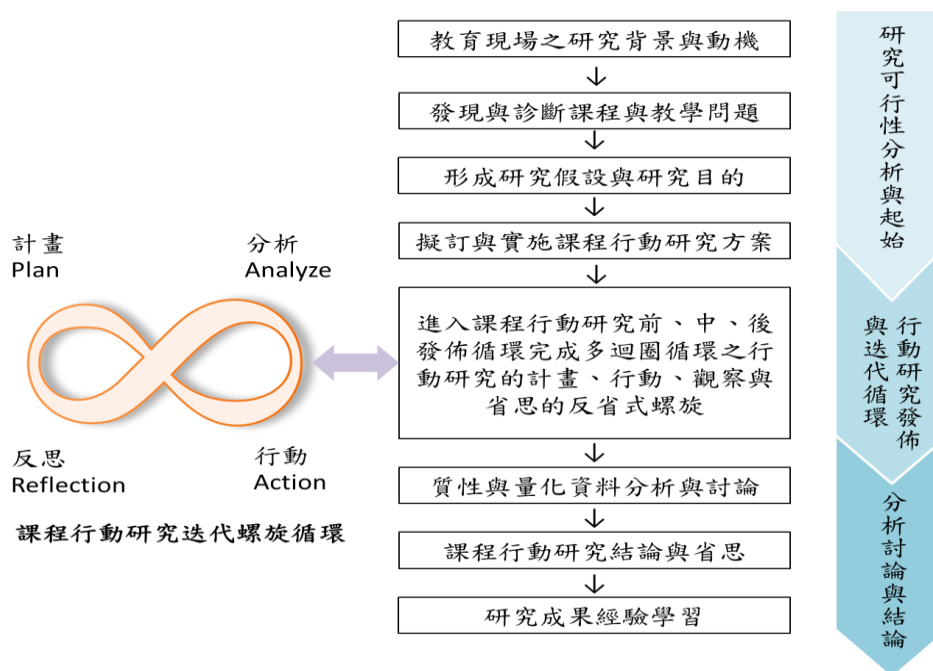 教育現場之研究背景與動機
發現與診斷課程與教學問題
形成研究假設與研究目的
擬訂與實施課程行動研究方案
進入課程行動研究前、中、後
發佈循環完成多迴圈循環之行
動研究的計畫、行動、觀察與
省思的反省式螺旋
質性與量化資料分析與討論
課程行動研究結論與省思
研究成果經驗學習
計畫
Plan
分析
Analyze
反思
Reflection
行動
Action
課程行動研究迭代螺旋循環
研究可行性分析與起始
行動研究發佈
與迭代循環
分析討論與結論